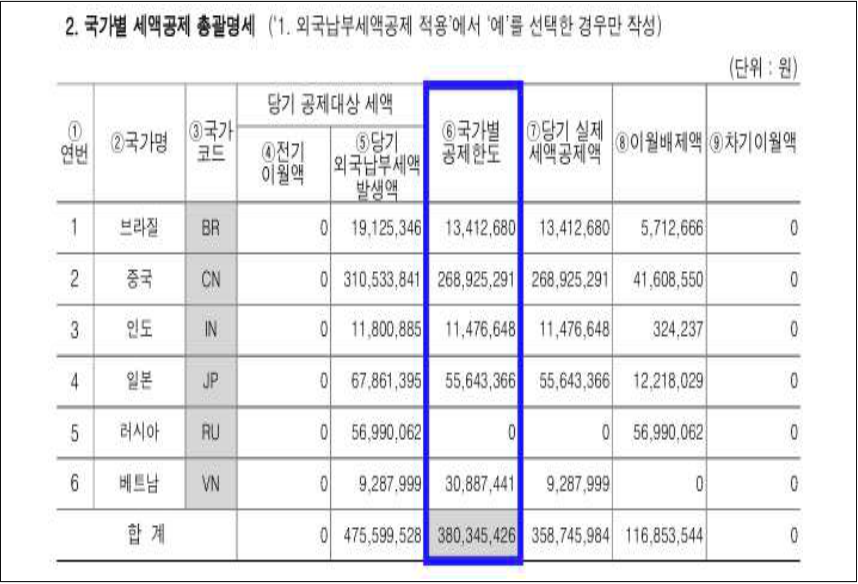 2. 국가별 세액공제 총괄명세 (‘1. 외국납부세액공제 적용’에서 ‘예’를 선택한 경우만 작성)
(단위 : 원)
① 연번 ②국가명 ③국가 코드 당기 공제대상 세액 ④전기 이월액 ⑤당기 외국납부세액 발생액 ⑥국가별 공제한도 ⑦당기 실제 세액공제액 ⑧이월배제액 ⑨차기이월액
1 브라질 BR 0 19,125,346 13,412,680 13,412,680 5,712,666 0
2 중국 CN 0 310,533,841 268,925,291 268,925,291 41,608,550 0
3 인도 IN 0 11,800,885 11,476,648 11,476,648 324,237 0
4 일본 JP 0 67,861,395 55,643,366 55,643,366 12,218,029 0
5 러시아 RU 0 56,990,062 0 0 56,990,062 0
6 베트남 VN 0 9,287,999 30,887,441 9,287,999 0 0
합 계 0 475,599,528 380,345,426 358,745,984 116,853,544 0